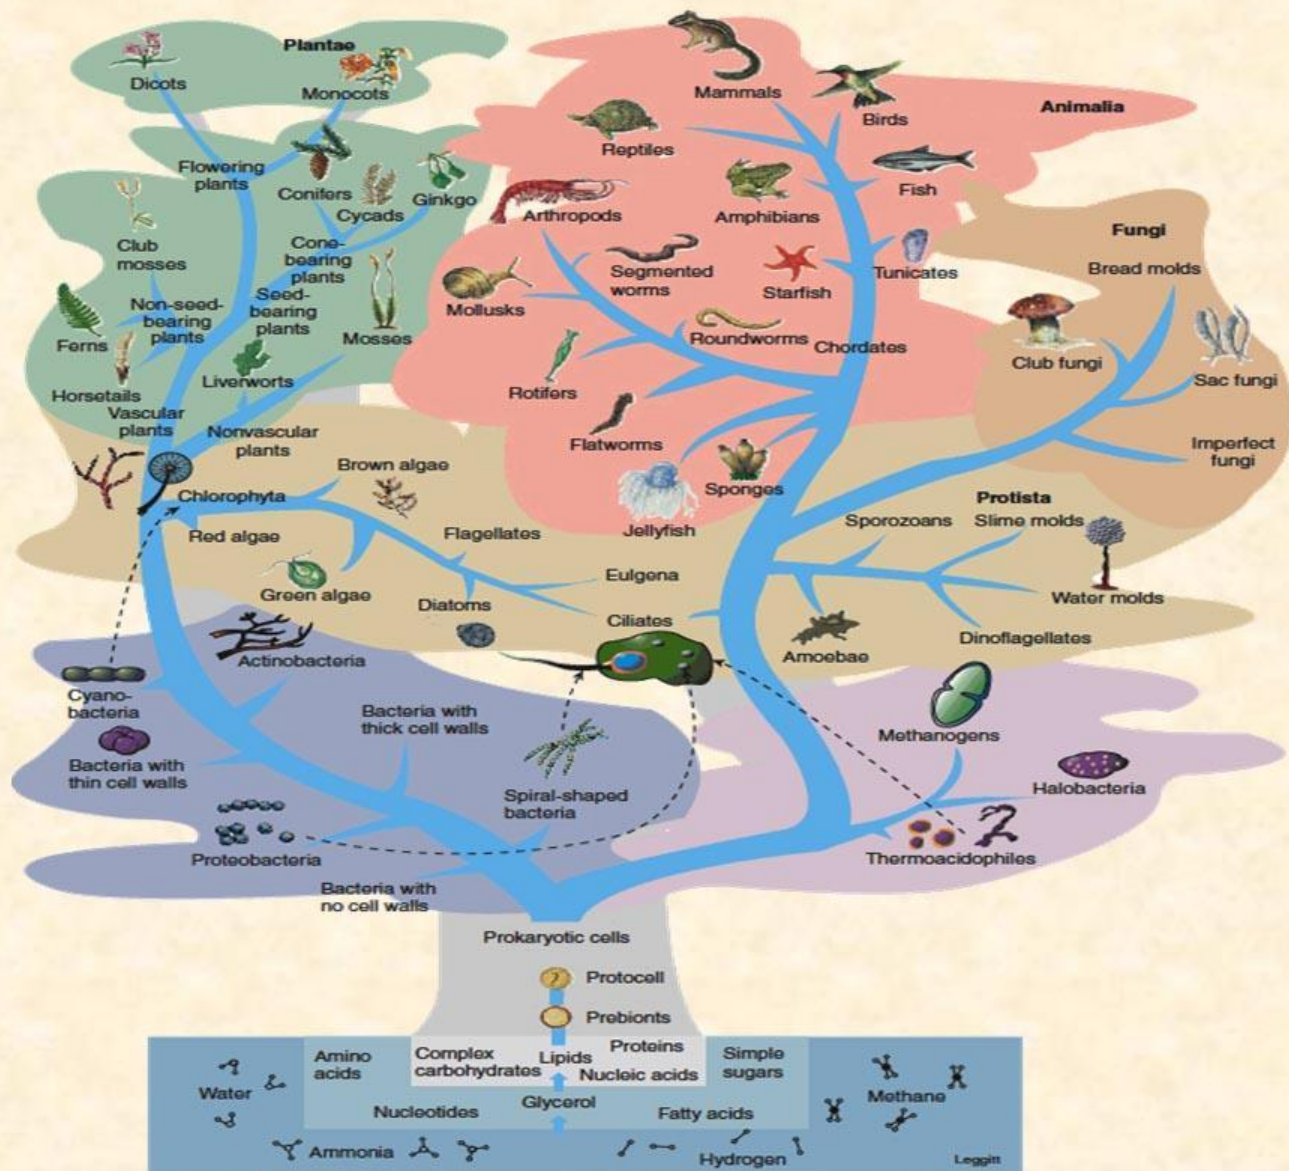 Plantae
Dicots
Monocots
Flowering
plants
Conifers
Cycads
Ginkgo
Club
mosses
Cone-
bearing
plants
Non-seed-
bearing
plants
Seed-
bearing
plants
Ferns
Mosses
Horsetails
Liverworts
Vascular
plants
Nonvascular
plants
Animalia
Mammals
Birds
Reptiles
Fish
Arthropods
Amphibians
Segmented
worms
Starfish
Tunicates
Mollusks
Roundworms
Chordates
Rotifers
Flatworms
Sponges
Jellyfish
Fungi
Bread molds
Club fungi
Sac fungi
Imperfect
fungi
Protista
Brown algae
Chlorophyta
Red algae
Flagellates
Green algae
Diatoms
Eulgena
Ciliates
Sporozoans
Slime molds
Water molds
Amoebae
Dinoflagellates
Actinobacteria
Cyano-
bacteria
Bacteria with
thick cell walls
Bacteria with
thin cell walls
Spiral-shaped
bacteria
Proteobacteria
Bacteria with
no cell walls
Methanogens
Halobacteria
Thermoacidophiles
Prokaryotic cells
?
Protocell
Prebionts
Amino
acids
Complex
carbohydrates
Lipids
Proteins
Nucleic acids
Simple
sugars
Water
Nucleotides
Glycerol
Fatty acids
Methane
Ammonia
Hydrogen
Leggitt